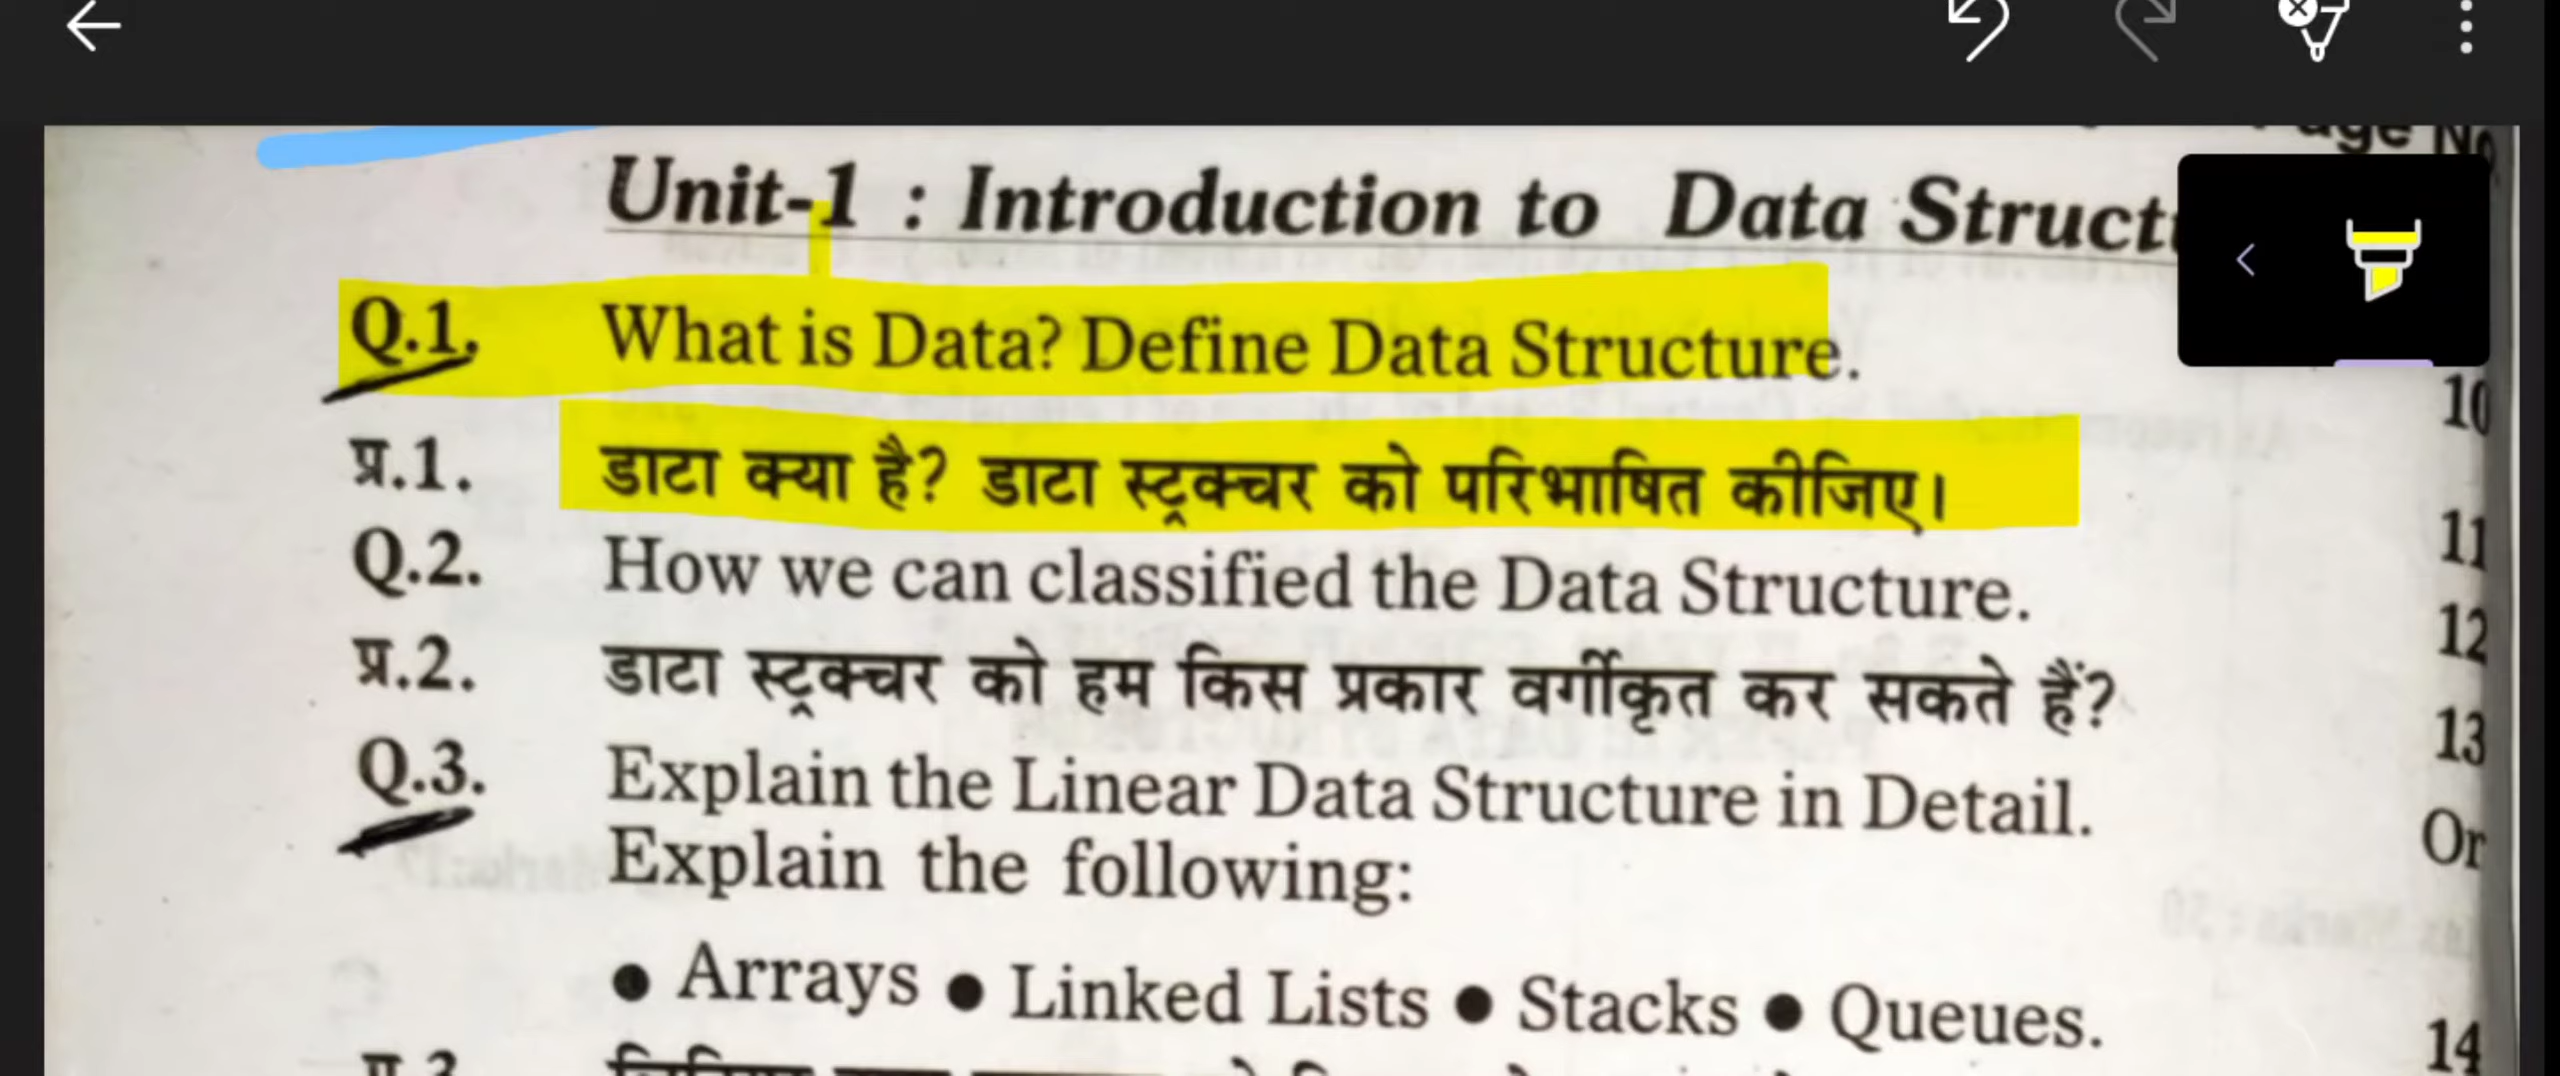 Unit-1 : Introduction to Data
Q.1. What is Data? Define Data Structure.
10
प्र.1. डाटा क्या है? डाटा स्ट्रक्चर को परिभाषित कीजिए।
11
Q.2. How we can classified the Data Structure.
12
प्र.2. डाटा स्ट्रक्चर को हम किस प्रकार वर्गीकृत कर सकते हैं?
13
Q.3. Explain the Linear Data Structure in Detail.
Or
Explain the following:
● Arrays ● Linked Lists ● Stacks ● Queues.
14